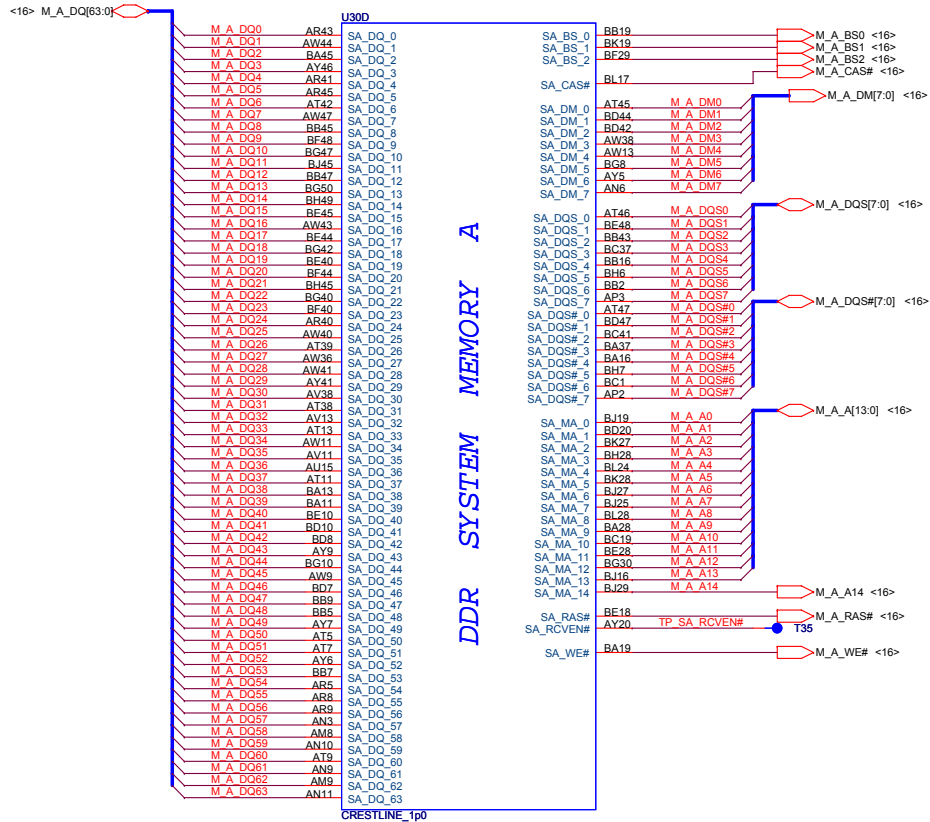 <16> M_A_DQ[63:0]
U30D
M_A_DQ0 AR43 SA_DQ_0
M_A_DQ1 AW44 SA_DQ_1
M_A_DQ2 BA45 SA_DQ_2
M_A_DQ3 AY46 SA_DQ_3
M_A_DQ4 AR41 SA_DQ_4
M_A_DQ5 AR45 SA_DQ_5
M_A_DQ6 AT42 SA_DQ_6
M_A_DQ7 AW47 SA_DQ_7
M_A_DQ8 BB45 SA_DQ_8
M_A_DQ9 BF48 SA_DQ_9
M_A_DQ10 BG47 SA_DQ_10
M_A_DQ11 BJ45 SA_DQ_11
M_A_DQ12 BB47 SA_DQ_12
M_A_DQ13 BG50 SA_DQ_13
M_A_DQ14 BH49 SA_DQ_14
M_A_DQ15 BE45 SA_DQ_15
M_A_DQ16 AW43 SA_DQ_16
M_A_DQ17 BE44 SA_DQ_17
M_A_DQ18 BG42 SA_DQ_18
M_A_DQ19 BE40 SA_DQ_19
M_A_DQ20 BF44 SA_DQ_20
M_A_DQ21 BH45 SA_DQ_21
M_A_DQ22 BG40 SA_DQ_22
M_A_DQ23 BF40 SA_DQ_23
M_A_DQ24 AR40 SA_DQ_24
M_A_DQ25 AW40 SA_DQ_25
M_A_DQ26 AT39 SA_DQ_26
M_A_DQ27 AW36 SA_DQ_27
M_A_DQ28 AW41 SA_DQ_28
M_A_DQ29 AY41 SA_DQ_29
M_A_DQ30 AV38 SA_DQ_30
M_A_DQ31 AT38 SA_DQ_31
M_A_DQ32 AV13 SA_DQ_32
M_A_DQ33 AT13 SA_DQ_33
M_A_DQ34 AW11 SA_DQ_34
M_A_DQ35 AV11 SA_DQ_35
M_A_DQ36 AU15 SA_DQ_36
M_A_DQ37 AT11 SA_DQ_37
M_A_DQ38 BA13 SA_DQ_38
M_A_DQ39 BA11 SA_DQ_39
M_A_DQ40 BE10 SA_DQ_40
M_A_DQ41 BD10 SA_DQ_41
M_A_DQ42 BD8 SA_DQ_42
M_A_DQ43 AY9 SA_DQ_43
M_A_DQ44 BG10 SA_DQ_44
M_A_DQ45 AW9 SA_DQ_45
M_A_DQ46 BD7 SA_DQ_46
M_A_DQ47 BB9 SA_DQ_47
M_A_DQ48 BB5 SA_DQ_48
M_A_DQ49 AY7 SA_DQ_49
M_A_DQ50 AT5 SA_DQ_50
M_A_DQ51 AT7 SA_DQ_51
M_A_DQ52 AY6 SA_DQ_52
M_A_DQ53 BB7 SA_DQ_53
M_A_DQ54 AR5 SA_DQ_54
M_A_DQ55 AR8 SA_DQ_55
M_A_DQ56 AR9 SA_DQ_56
M_A_DQ57 AN3 SA_DQ_57
M_A_DQ58 AM8 SA_DQ_58
M_A_DQ59 AN10 SA_DQ_59
M_A_DQ60 AT9 SA_DQ_60
M_A_DQ61 AN9 SA_DQ_61
M_A_DQ62 AM9 SA_DQ_62
M_A_DQ63 AN11 SA_DQ_63
CRESTLINE_1p0
DDR SYSTEM MEMORY A
SA_BS_0 BB19 M_A_BS0 <16>
SA_BS_1 BK19 M_A_BS1 <16>
SA_BS_2 BF29 M_A_BS2 <16>
SA_CAS# BL17 M_A_CAS# <16>
M_A_DM[7:0] <16>
SA_DM_0 AT45 M_A_DM0
SA_DM_1 BD44 M_A_DM1
SA_DM_2 BD42 M_A_DM2
SA_DM_3 AW38 M_A_DM3
SA_DM_4 AW13 M_A_DM4
SA_DM_5 BG8 M_A_DM5
SA_DM_6 AY5 M_A_DM6
SA_DM_7 AN6 M_A_DM7
M_A_DQS[7:0] <16>
SA_DQS_0 AT46 M_A_DQS0
SA_DQS_1 BE48 M_A_DQS1
SA_DQS_2 BB43 M_A_DQS2
SA_DQS_3 BC37 M_A_DQS3
SA_DQS_4 BB16 M_A_DQS4
SA_DQS_5 BH6 M_A_DQS5
SA_DQS_6 BB2 M_A_DQS6
SA_DQS_7 AP3 M_A_DQS7
M_A_DQS#[7:0] <16>
SA_DQS#_0 AT47 M_A_DQS#0
SA_DQS#_1 BD47 M_A_DQS#1
SA_DQS#_2 BC41 M_A_DQS#2
SA_DQS#_3 BA37 M_A_DQS#3
SA_DQS#_4 BA16 M_A_DQS#4
SA_DQS#_5 BH7 M_A_DQS#5
SA_DQS#_6 BC1 M_A_DQS#6
SA_DQS#_7 AP2 M_A_DQS#7
M_A_A[13:0] <16>
SA_MA_0 BJ19 M_A_A0
SA_MA_1 BD20 M_A_A1
SA_MA_2 BK27 M_A_A2
SA_MA_3 BH28 M_A_A3
SA_MA_4 BL24 M_A_A4
SA_MA_5 BK28 M_A_A5
SA_MA_6 BJ27 M_A_A6
SA_MA_7 BJ25 M_A_A7
SA_MA_8 BL28 M_A_A8
SA_MA_9 BA28 M_A_A9
SA_MA_10 BC19 M_A_A10
SA_MA_11 BE28 M_A_A11
SA_MA_12 BG30 M_A_A12
SA_MA_13 BJ16 M_A_A13
SA_MA_14 BJ29 M_A_A14 M_A_A14 <16>
SA_RAS# BE18 M_A_RAS# <16>
SA_RCVEN# AY20 TP_SA_RCVEN# T35
SA_WE# BA19 M_A_WE# <16>